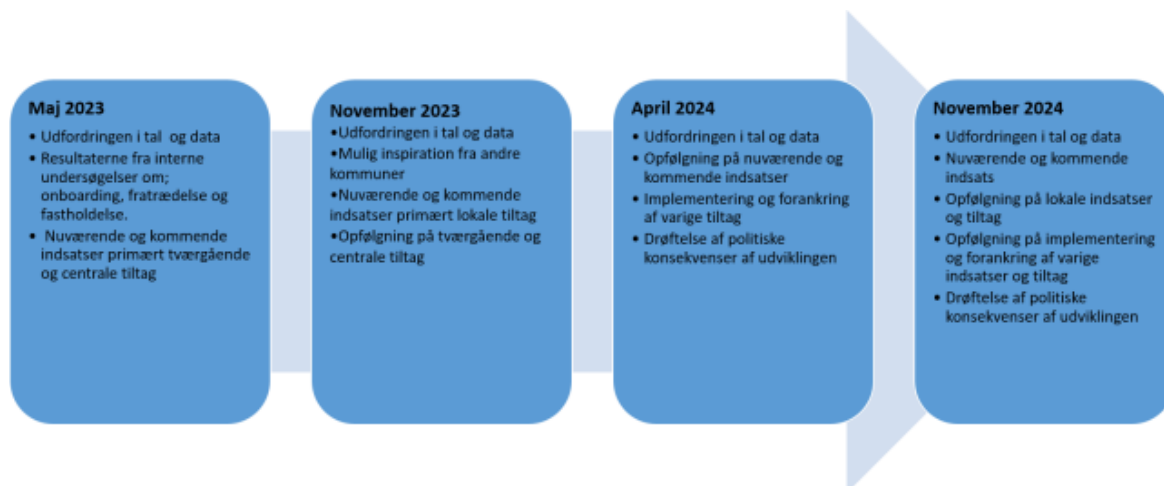 Maj 2023
• Udfordringen i tal og data
• Resultaterne fra interne
undersøgelser om;
onboarding, fratrædelse og
fastholdelse.
• Nuværende og kommende
indsatser primært tværgående
og centrale tiltag
November 2023
•Udfordringen i tal og data
•Mulig inspiration fra andre
kommuner
•Nuværende og kommende
indsatser primært lokale tiltag
•Opfølgning på tværgående og
centrale tiltag
April 2024
• Udfordringen i tal og data
• Opfølgning på nuværende og
kommende indsatser
• Implementering og forankring
af varige tiltag
• Drøftelse af politiske
konsekvenser af udviklingen
November 2024
• Udfordringen i tal og data
• Nuværende og kommende
indsats
• Opfølgning på lokale indsatser
og tiltag
• Opfølgning på implementering
og forankring af varige
indsatser og tiltag
• Drøftelse af politiske
konsekvenser af udviklingen